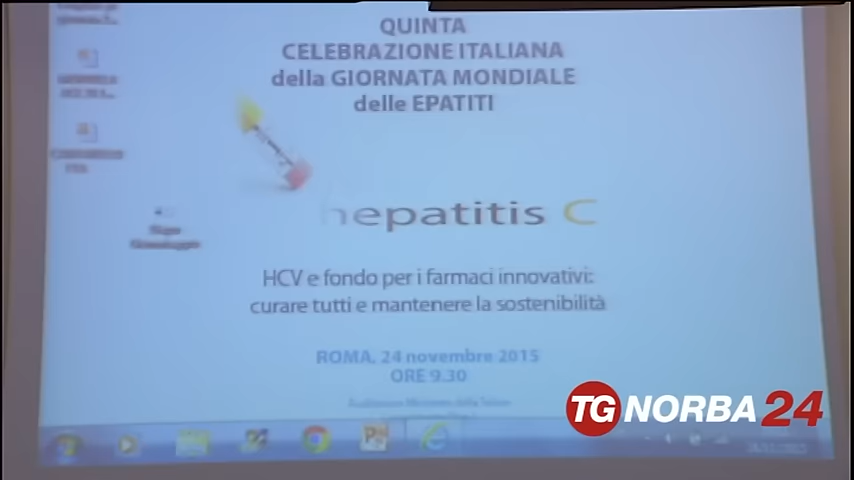 QUINTA
CELEBRAZIONE ITALIANA
della GIORNATA MONDIALE
delle EPATITI
hepatitis C
HCV e fondo per i farmaci innovativi:
curare tutti e mantenere la sostenibilità
ROMA, 24 novembre 2015
ORE 9.30
TG NORBA 24